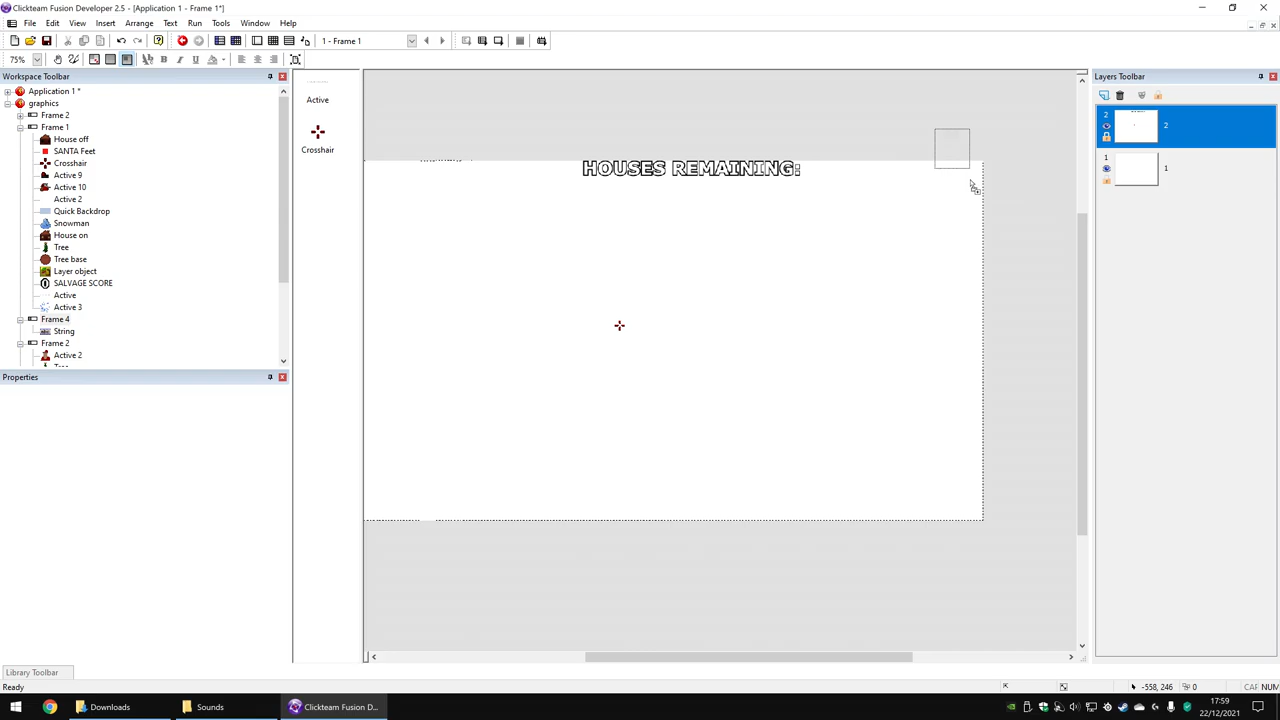 Clickteam Fusion Developer 2.5 - [Application 1 - Frame 1*]
File Edit View Insert Arrange Text Run Tools Window Help
1 - Frame 1
75%
B I U
Workspace Toolbar
Application 1 *
graphics
Frame 2
Frame 1
House off
SANTA Feet
Crosshair
Active 9
Active 10
Active 2
Quick Backdrop
Snowman
House on
Tree
Tree base
Layer object
SALVAGE SCORE
Active
Active 3
Frame 4
String
Frame 2
Active 2
Properties
Library Toolbar
Active
Crosshair
HOUSES REMAINING:
Layers Toolbar
2
2
1
1
Ready
-558, 246
0
CAP NUM
Downloads
Sounds
Clickteam Fusion D...
17:59
22/12/2021